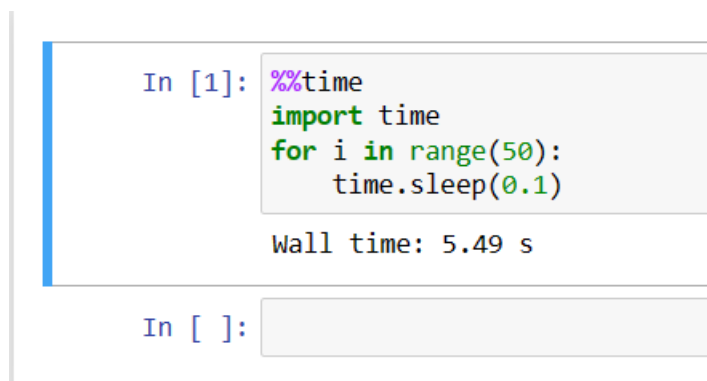 In [1]: %%time
import time
for i in range(50):
    time.sleep(0.1)
Wall time: 5.49 s
In [ ]: